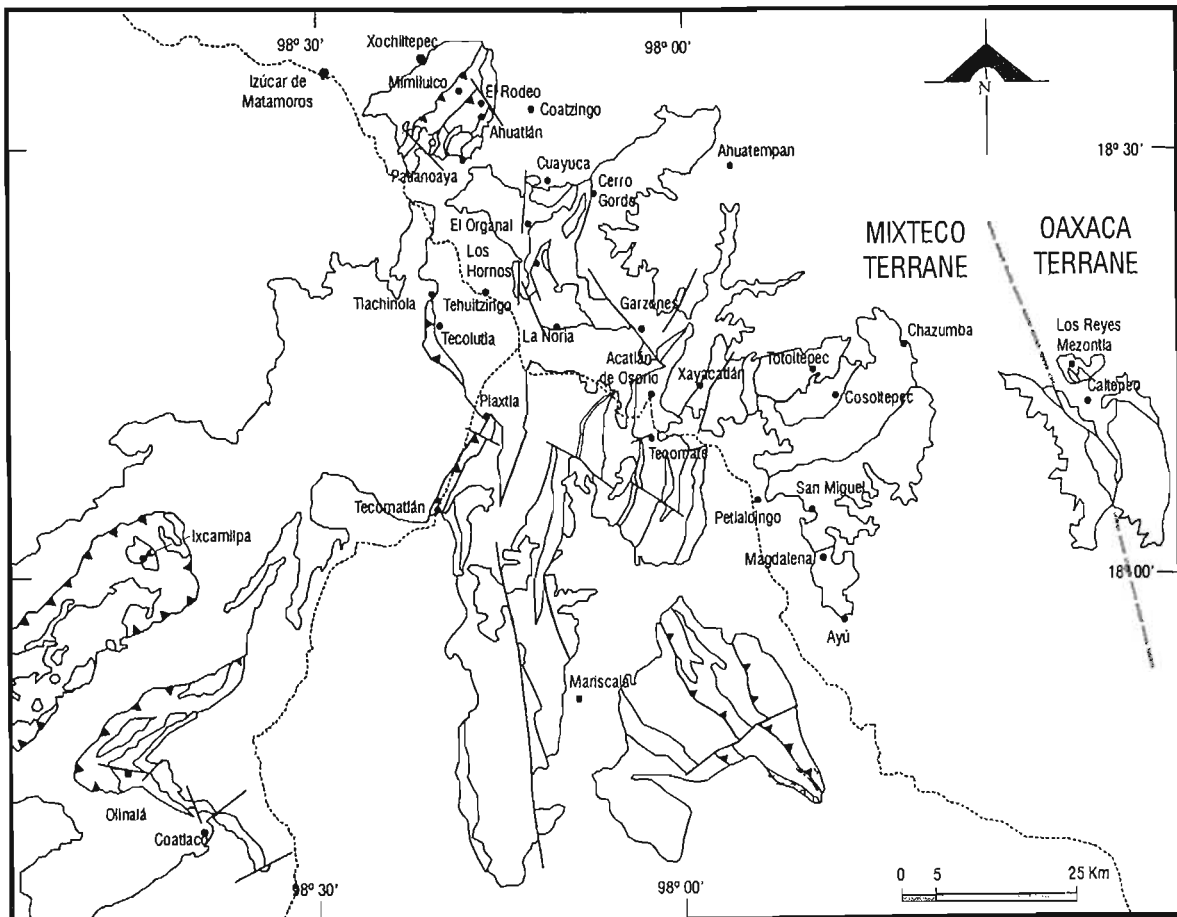 98° 30'
98° 00'
Xochiltepec
Izúcar de
Matamoros
Mimiluico
El Rodeo
Coatzingo
Ahuatlán
N
18° 30'
Ahuatempan
Cuayuca
Patlanoaya
Cerro
Gordo
El Organal
MIXTECO
TERRANE
OAXACA
TERRANE
Los
Hornos
Tlachinola
Tehuitzingo
Garzones
Tecolutla
La Noria
Chazumba
Los Reyes
Mezontla
Acatlán
de Osorio
Totoltepec
Xayacatlán
Caltepec
Cosoltepec
Piaxtla
Tecomate
San Miguel
Tecomatlán
Petlalcingo
Ixcamilpa
Magdalena
18° 00'
Ayú
Mariscala
Olinalá
Coatlaco
0 5 25 Km
98° 30'
98° 00'